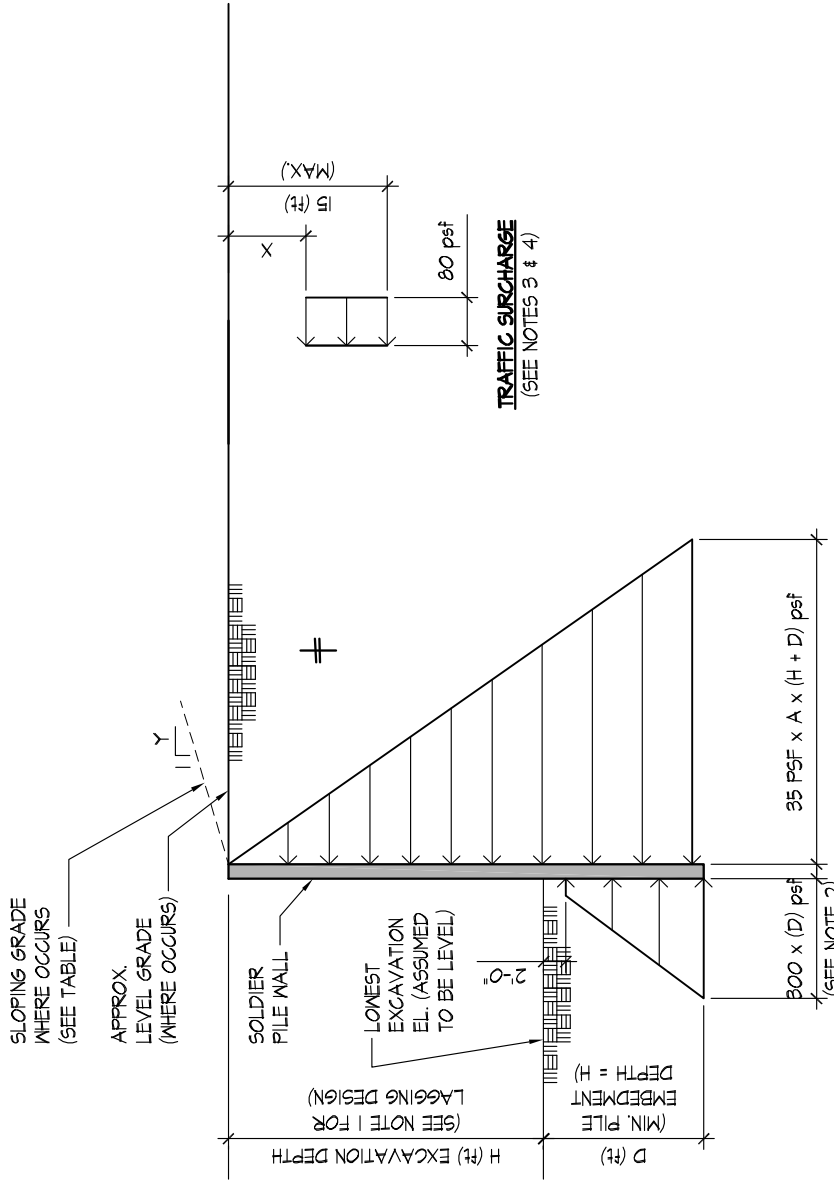 SLOPING GRADE
WHERE OCCURS
(SEE TABLE)
Y
1
APPROX.
LEVEL GRADE
(WHERE OCCURS)
SOLDIER
PILE WALL
LOWEST
EXCAVATION
EL. (ASSUMED
TO BE LEVEL)
2'-0"
H (ft) EXCAVATION DEPTH
(SEE NOTE 1 FOR
LAGGING DESIGN)
D (ft)
(MIN. PILE
EMBEDMENT
DEPTH = H)
X
15 (ft)
(MAX.)
80 psf
TRAFFIC SURCHARGE
(SEE NOTES 3 & 4)
300 x (D) psf
(SEE NOTE 2)
35 PSF x A x (H + D) psf